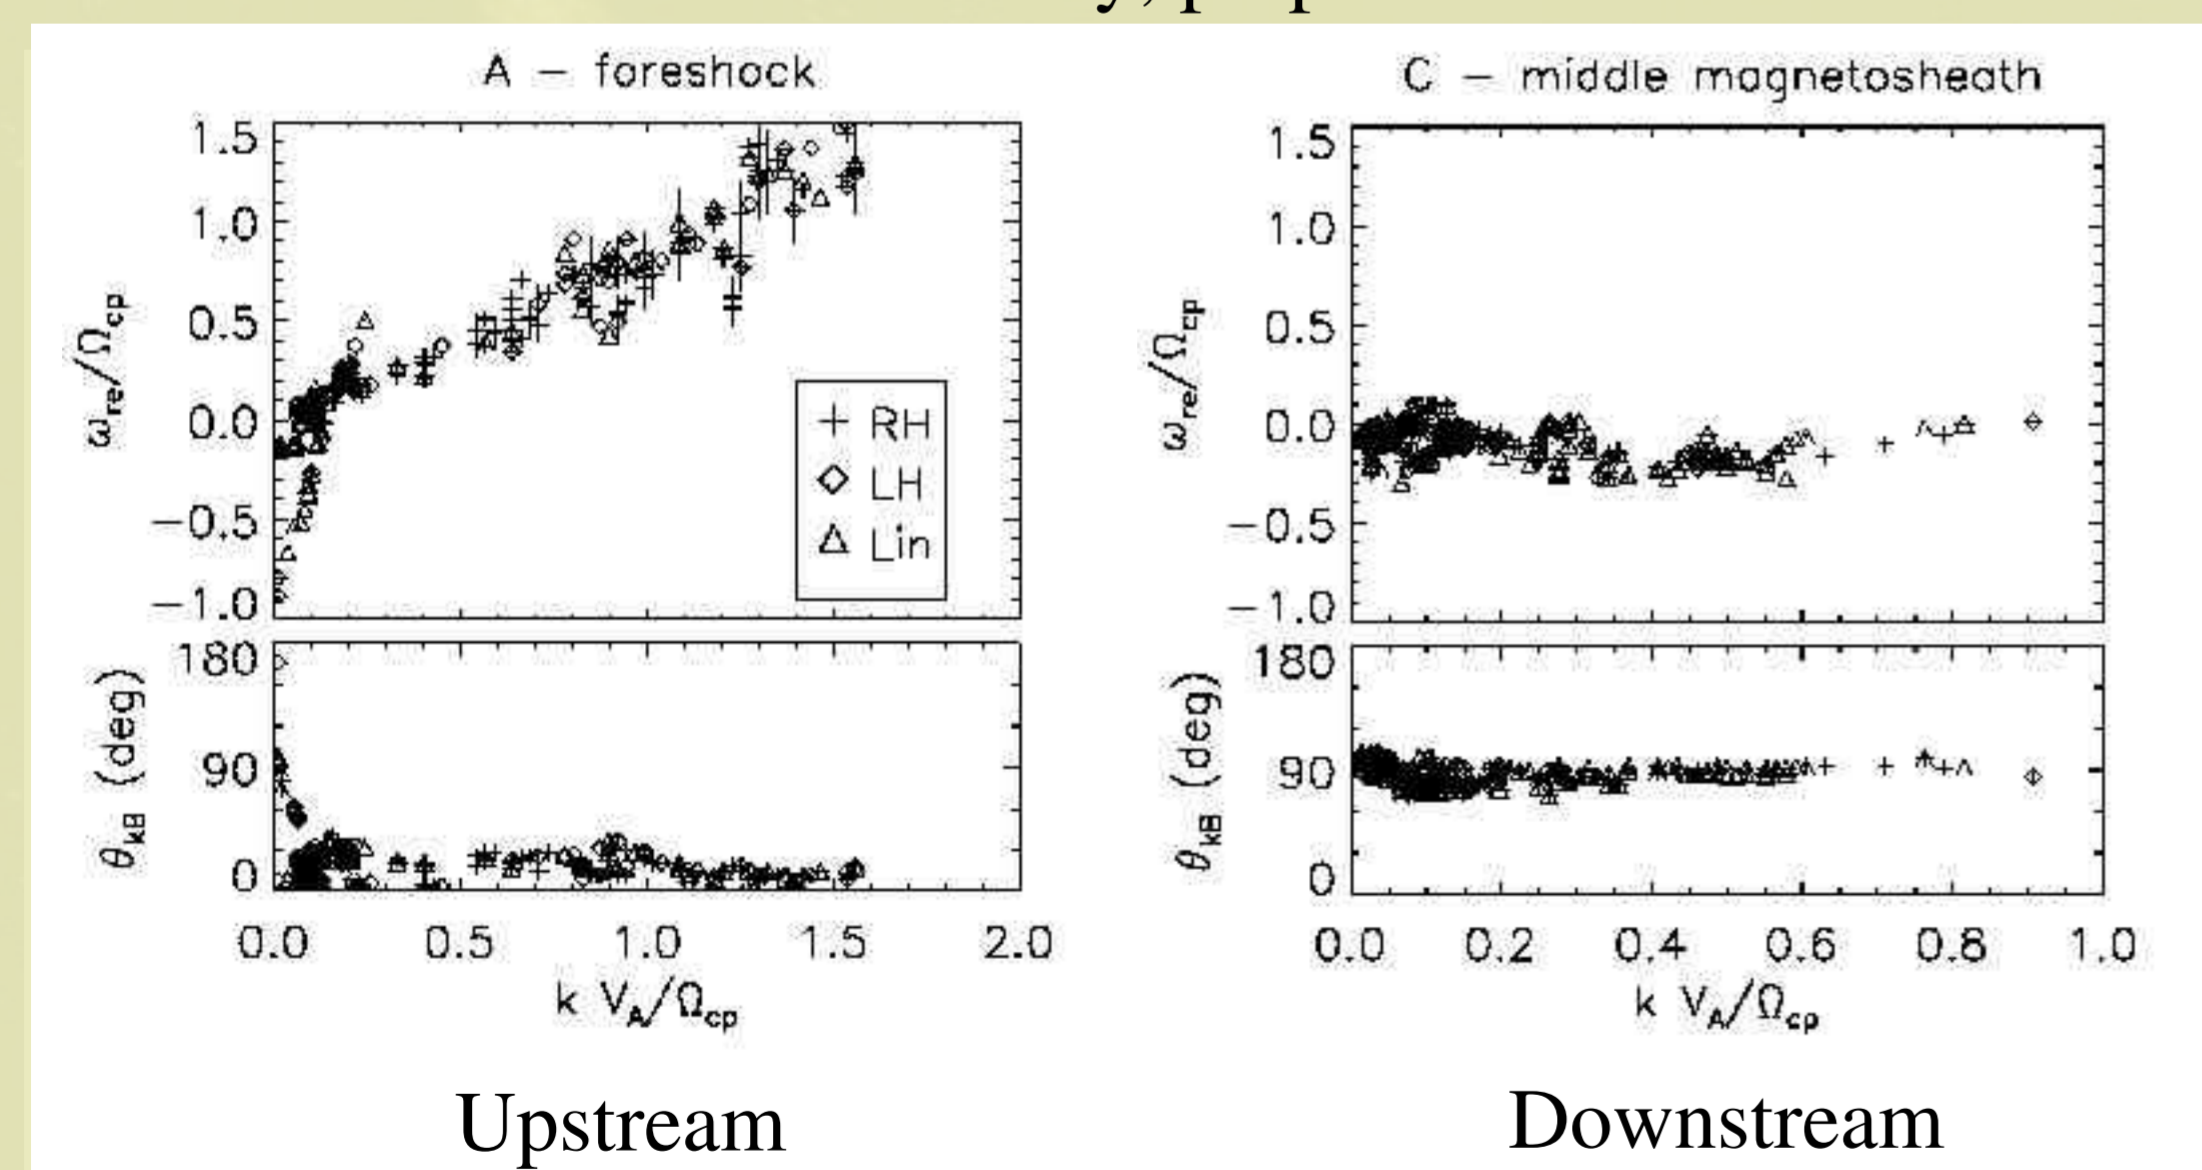 A – foreshock
1.5
1.0
0.5
0.0
−0.5
−1.0
ω_re/Ω_cp
+ RH
◇ LH
△ Lin
180
90
0
θ_kB (deg)
0.0 0.5 1.0 1.5 2.0
k V_A/Ω_cp
Upstream
C – middle magnetosheath
1.5
1.0
0.5
0.0
−0.5
−1.0
ω_re/Ω_cp
180
90
0
θ_kB (deg)
0.0 0.2 0.4 0.6 0.8 1.0
k V_A/Ω_cp
Downstream